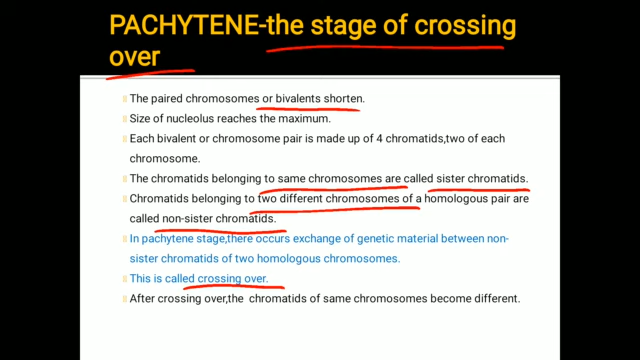 PACHYTENE-the stage of crossing
over
The paired chromosomes or bivalents shorten.
Size of nucleolus reaches the maximum.
Each bivalent or chromosome pair is made up of 4 chromatids,two of each
chromosome.
The chromatids belonging to same chromosomes are called sister chromatids.
Chromatids belonging to two different chromosomes of a homologous pair are
called non-sister chromatids.
In pachytene stage,there occurs exchange of genetic material between non-
sister chromatids of two homologous chromosomes.
This is called crossing over.
After crossing over,the chromatids of same chromosomes become different.